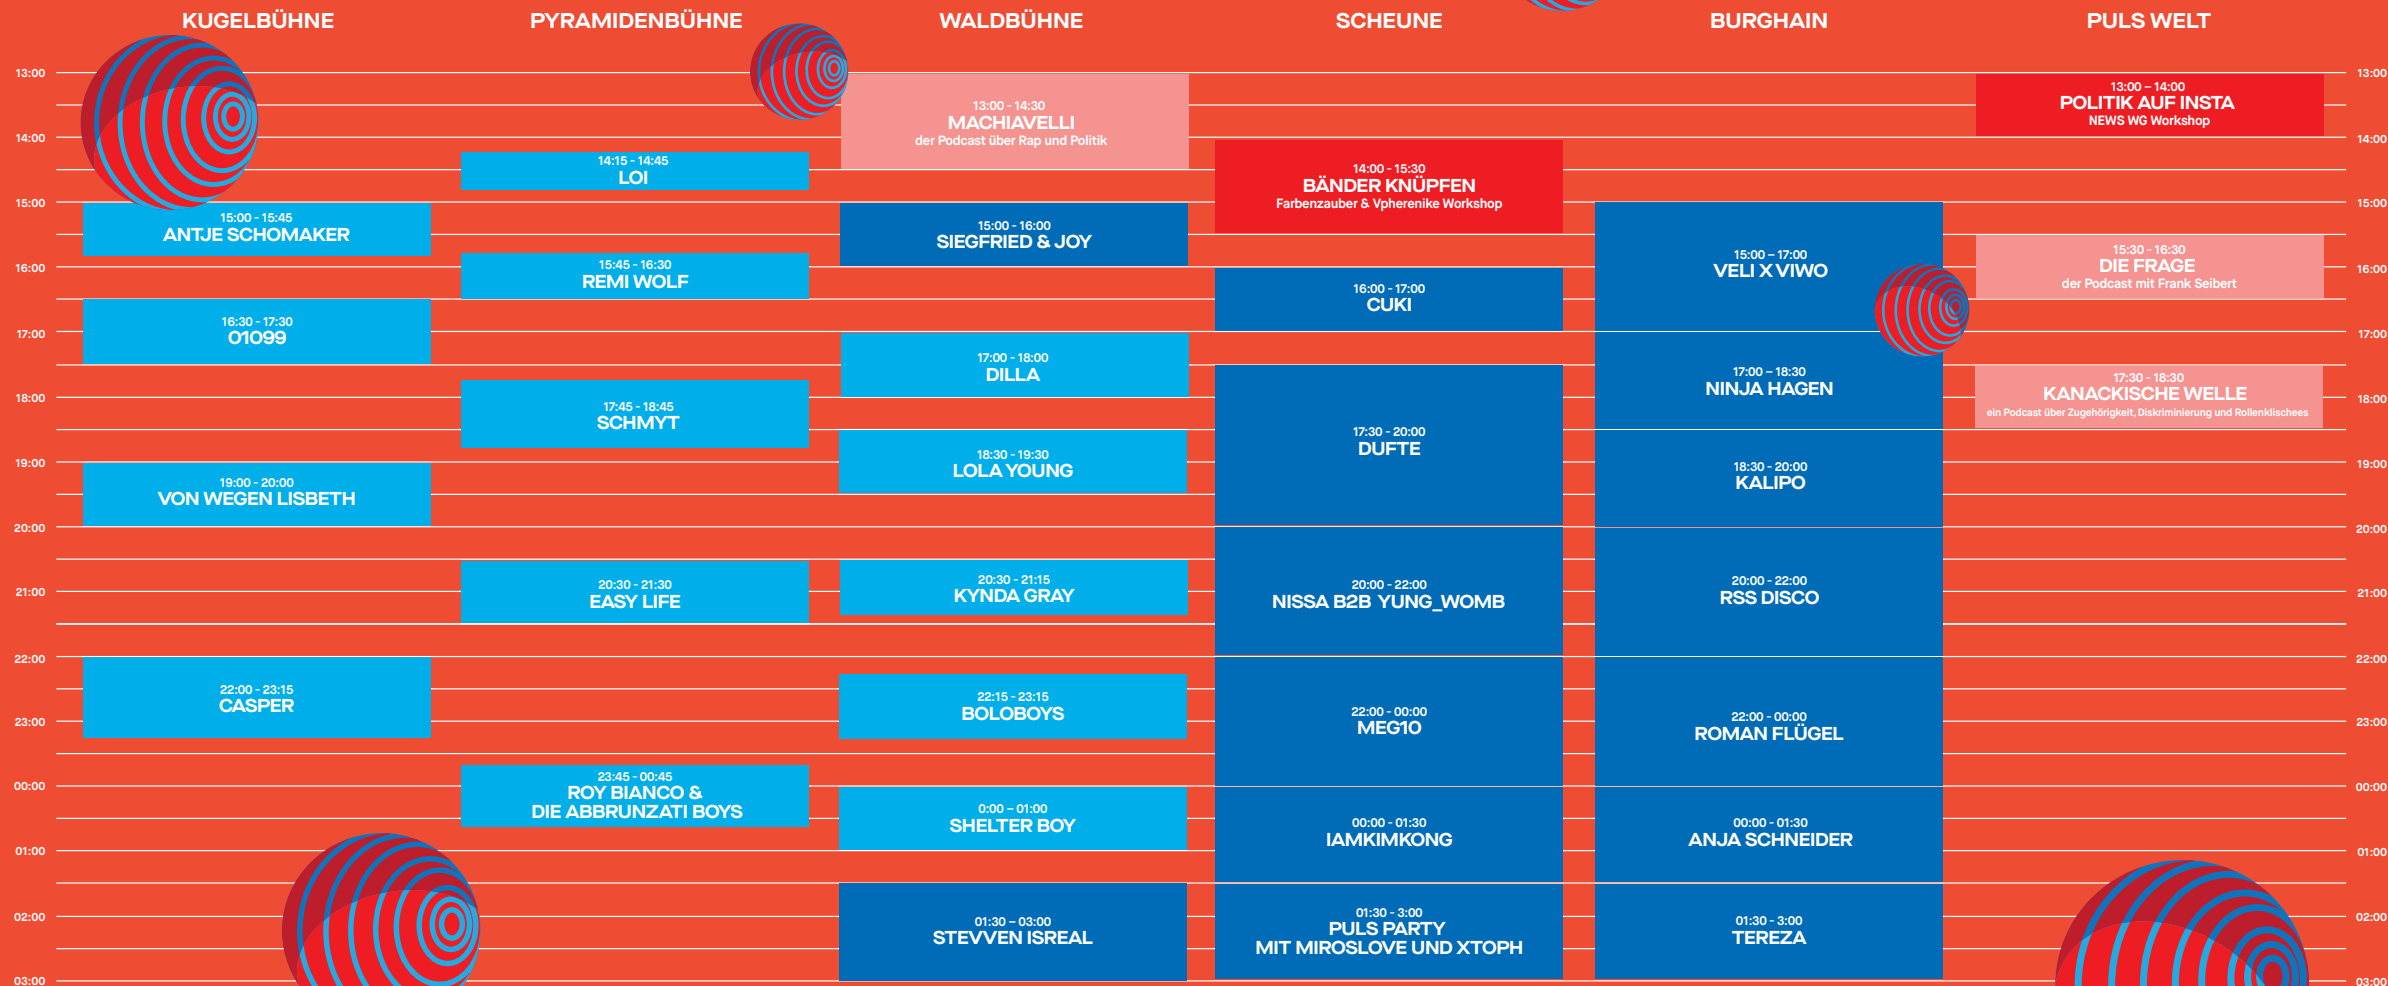 KUGELBÜHNE
PYRAMIDENBÜHNE
WALDBÜHNE
SCHEUNE
BURGHAIN
PULS WELT
13:00
14:00
15:00
16:00
17:00
18:00
19:00
20:00
21:00
22:00
23:00
00:00
01:00
02:00
03:00
15:00 - 15:45
ANTJE SCHOMAKER
16:30 - 17:30
01099
19:00 - 20:00
VON WEGEN LISBETH
22:00 - 23:15
CASPER
14:15 - 14:45
LOI
15:45 - 16:30
REMI WOLF
17:45 - 18:45
SCHMYT
20:30 - 21:30
EASY LIFE
23:45 - 00:45
ROY BIANCO &
DIE ABBRUNZATI BOYS
13:00 - 14:30
MACHIAVELLI
der Podcast über Rap und Politik
15:00 - 16:00
SIEGFRIED & JOY
17:00 - 18:00
DILLA
18:30 - 19:30
LOLA YOUNG
20:30 - 21:15
KYNDA GRAY
22:15 - 23:15
BOLOBOYS
0:00 – 01:00
SHELTER BOY
01:30 – 03:00
STEVVEN ISREAL
14:00 - 15:30
BÄNDER KNÜPFEN
Farbenzauber & Vpherenike Workshop
16:00 - 17:00
CUKI
17:30 - 20:00
DUFTE
20:00 - 22:00
NISSA B2B YUNG_WOMB
22:00 - 00:00
MEG10
00:00 - 01:30
IAMKIMKONG
01:30 - 3:00
PULS PARTY
MIT MIROSLOVE UND XTOPH
15:00 – 17:00
VELI X VIWO
17:00 – 18:30
NINJA HAGEN
18:30 - 20:00
KALIPO
20:00 - 22:00
RSS DISCO
22:00 - 00:00
ROMAN FLÜGEL
00:00 - 01:30
ANJA SCHNEIDER
01:30 - 3:00
TEREZA
13:00 – 14:00
POLITIK AUF INSTA
NEWS WG Workshop
15:30 - 16:30
DIE FRAGE
der Podcast mit Frank Seibert
17:30 - 18:30
KANACKISCHE WELLE
ein Podcast über Zugehörigkeit, Diskriminierung und Rollenklischees
13:00
14:00
15:00
16:00
17:00
18:00
19:00
20:00
21:00
22:00
23:00
00:00
01:00
02:00
03:00